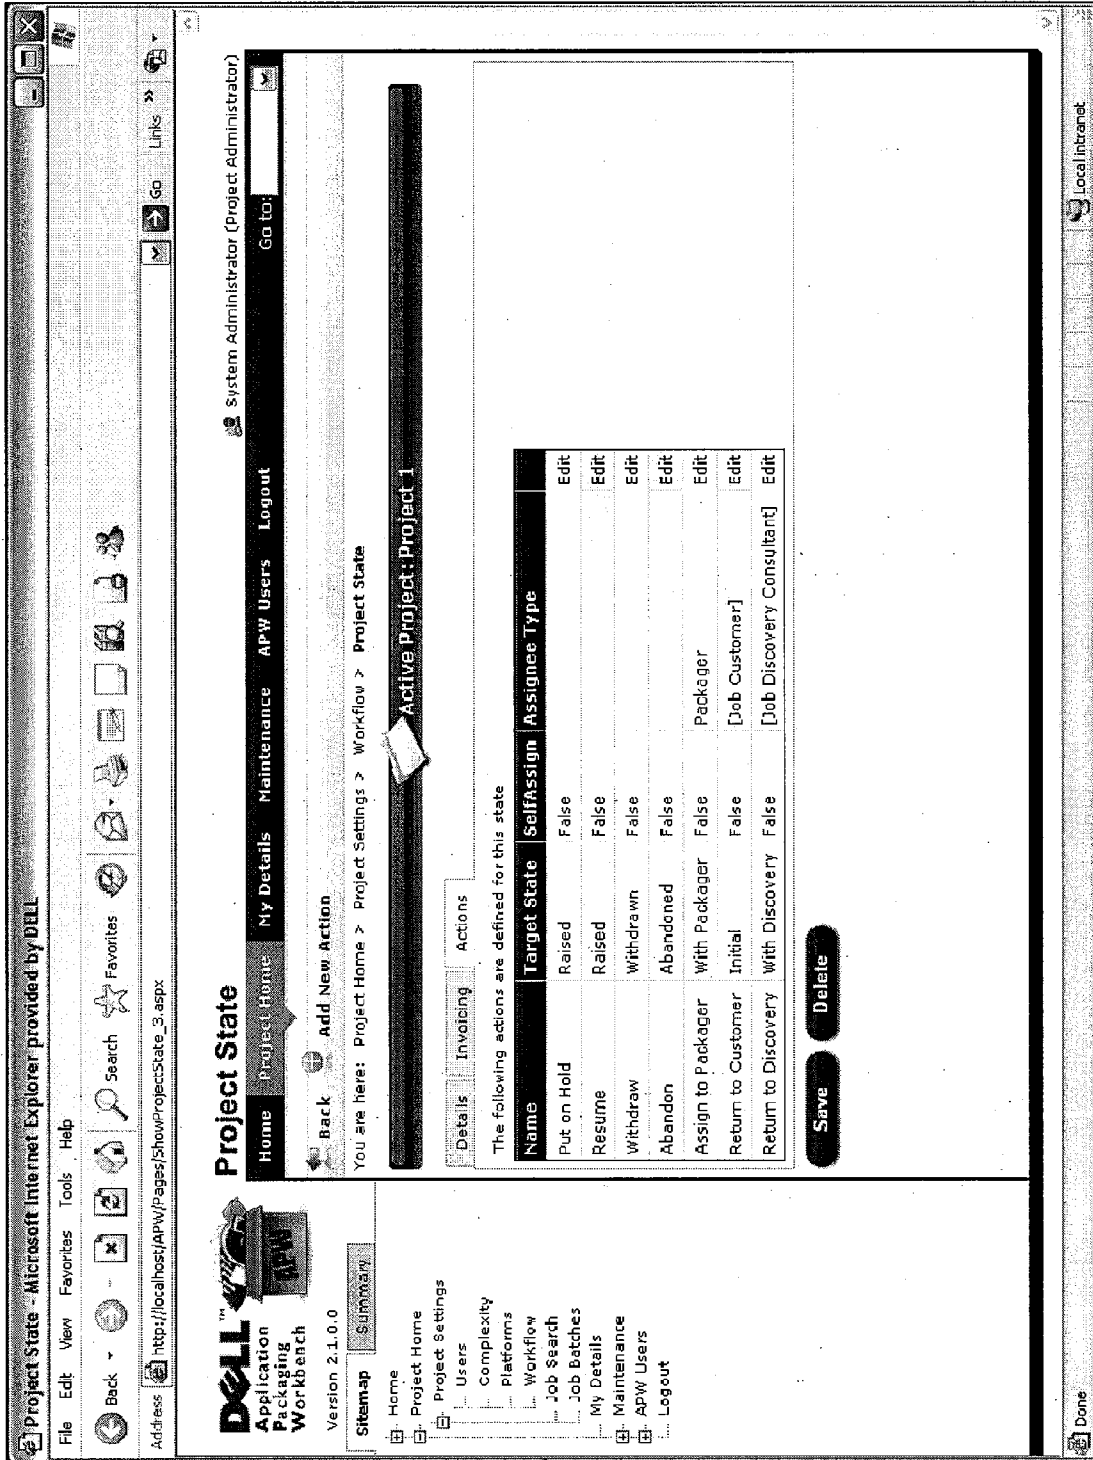 Project State - Microsoft Internet Explorer provided by DELL
File Edit View Favorites Tools Help
Back Search Favorites
Address http://localhost/APW/Pages/ShowProjectState_3.aspx Go Links »
DELL™
Application
Packaging
Workbench
APW
Version 2.1.0.0
Sitemap Summary
Home
Project Home
Project Settings
Users
Complexity
Platforms
Workflow
Job Search
Job Batches
My Details
Maintenance
APW Users
Logout
Project State
System Administrator (Project Administrator)
Home Project Home My Details Maintenance APW Users Logout Go to:
Back Add New Action
You are here: Project Home > Project Settings > Workflow > Project State
Active Project: Project 1
Details Invoicing Actions
The following actions are defined for this state
Name Target State SelfAssign Assignee Type
Put on Hold Raised False Edit
Resume Raised False Edit
Withdraw Withdrawn False Edit
Abandon Abandoned False Edit
Assign to Packager With Packager False Packager Edit
Return to Customer Initial False [Job Customer] Edit
Return to Discovery With Discovery False [Job Discovery Consultant] Edit
Save Delete
Done Local intranet